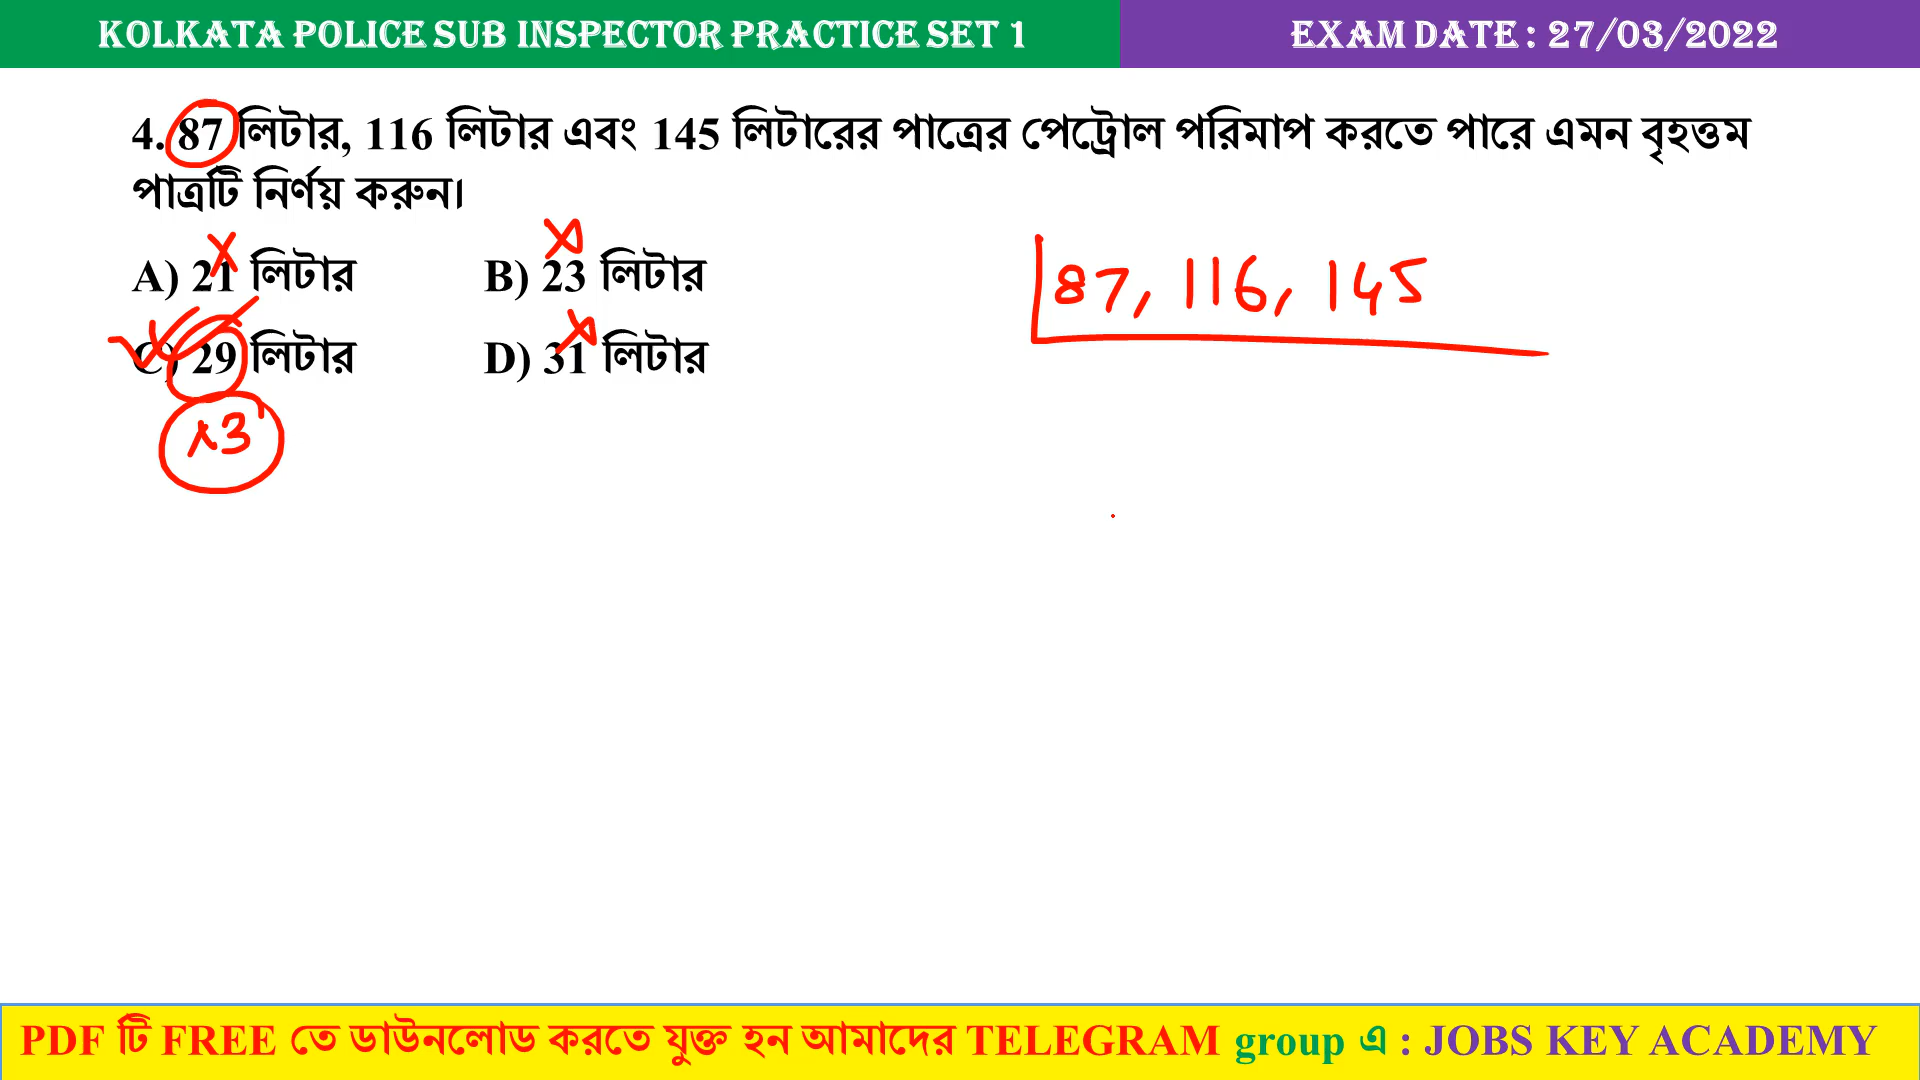 KOLKATA POLICE SUB INSPECTOR PRACTICE SET 1
EXAM DATE : 27/03/2022
4. 87 লিটার, 116 লিটার এবং 145 লিটারের পাত্রের পেট্রোল পরিমাপ করতে পারে এমন বৃহত্তম
পাত্রটি নির্ণয় করুন।
A) 21 লিটার B) 23 লিটার
C) 29 লিটার D) 31 লিটার
×3
87, 116, 145
PDF টি FREE তে ডাউনলোড করতে যুক্ত হন আমাদের TELEGRAM group এ : JOBS KEY ACADEMY